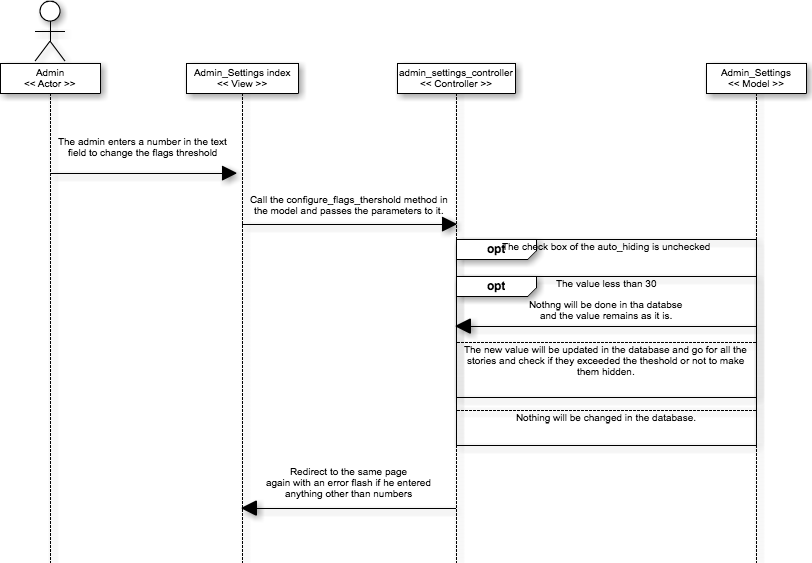 Admin
<< Actor >>
Admin_Settings index
<< View >>
admin_settings_controller
<< Controller >>
Admin_Settings
<< Model >>
The admin enters a number in the text
field to change the flags threshold
Call the configure_flags_thershold method in
the model and passes the parameters to it.
opt
The check box of the auto_hiding is unchecked
opt
The value less than 30
Nothng will be done in tha databse
and the value remains as it is.
The new value will be updated in the database and go for all the
stories and check if they exceeded the theshold or not to make
them hidden.
Nothing will be changed in the database.
Redirect to the same page
again with an error flash if he entered
anything other than numbers